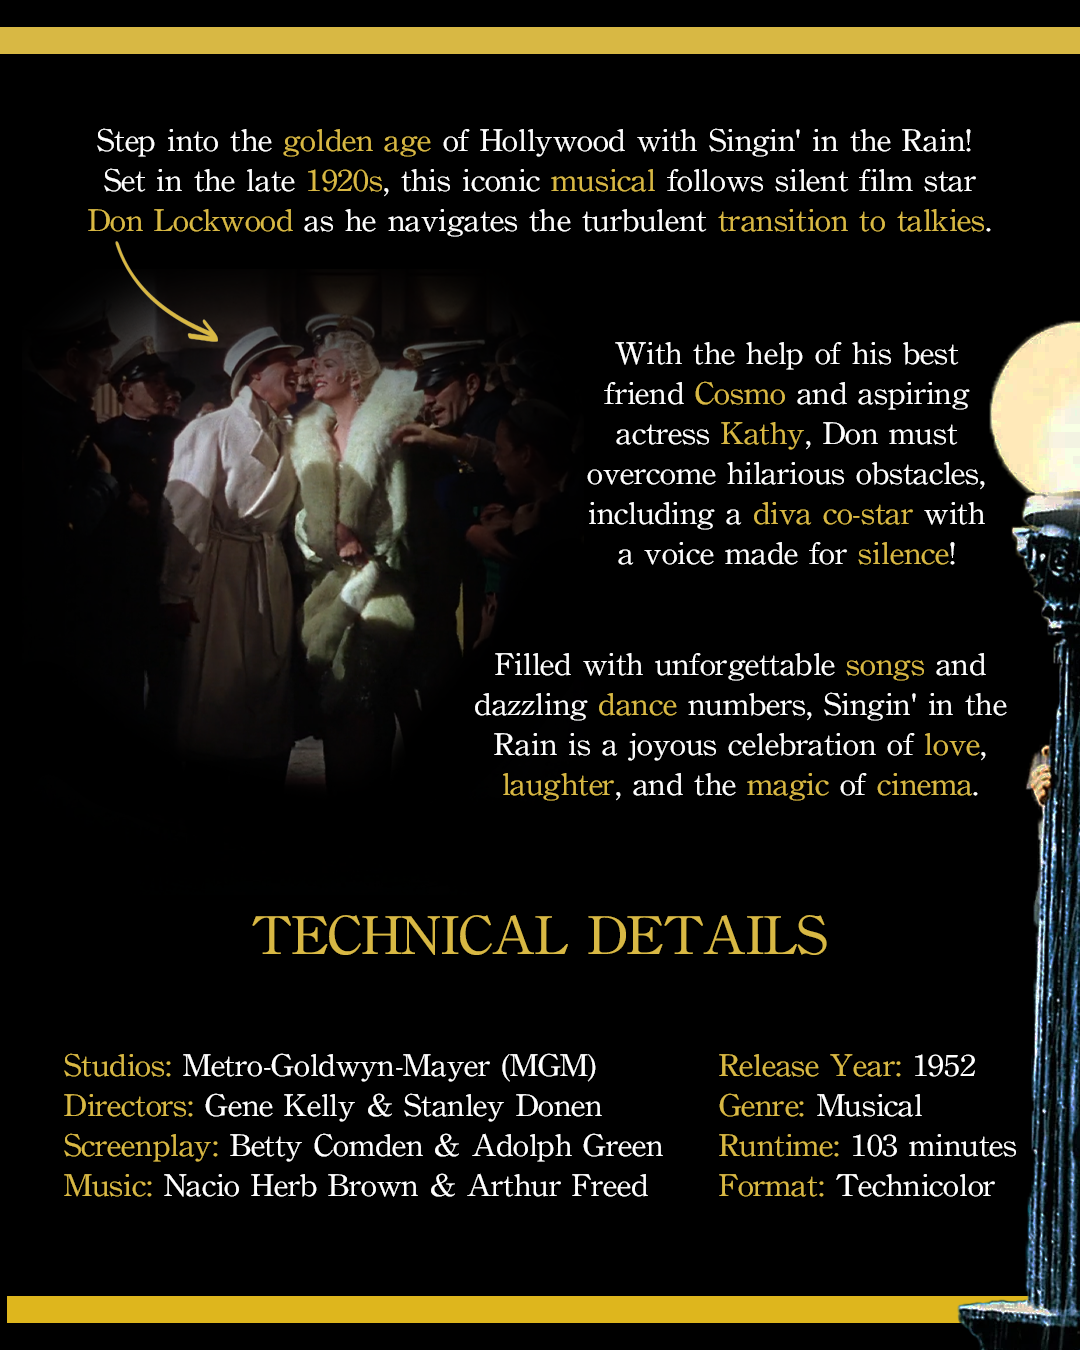 Step into the golden age of Hollywood with Singin' in the Rain!
Set in the late 1920s, this iconic musical follows silent film star
Don Lockwood as he navigates the turbulent transition to talkies.
With the help of his best
friend Cosmo and aspiring
actress Kathy, Don must
overcome hilarious obstacles,
including a diva co-star with
a voice made for silence!
Filled with unforgettable songs and
dazzling dance numbers, Singin' in the
Rain is a joyous celebration of love,
laughter, and the magic of cinema.
TECHNICAL DETAILS
Studios: Metro-Goldwyn-Mayer (MGM)
Directors: Gene Kelly & Stanley Donen
Screenplay: Betty Comden & Adolph Green
Music: Nacio Herb Brown & Arthur Freed
Release Year: 1952
Genre: Musical
Runtime: 103 minutes
Format: Technicolor